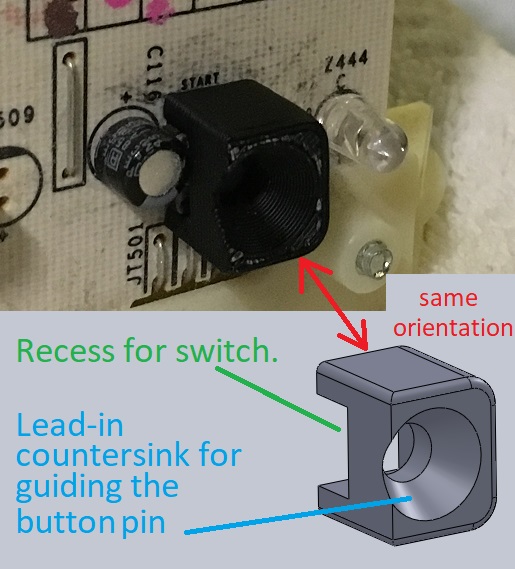 C116
START
Z444
C
509
+
JT501
same
orientation
Recess for switch.
Lead-in
countersink for
guiding the
button pin